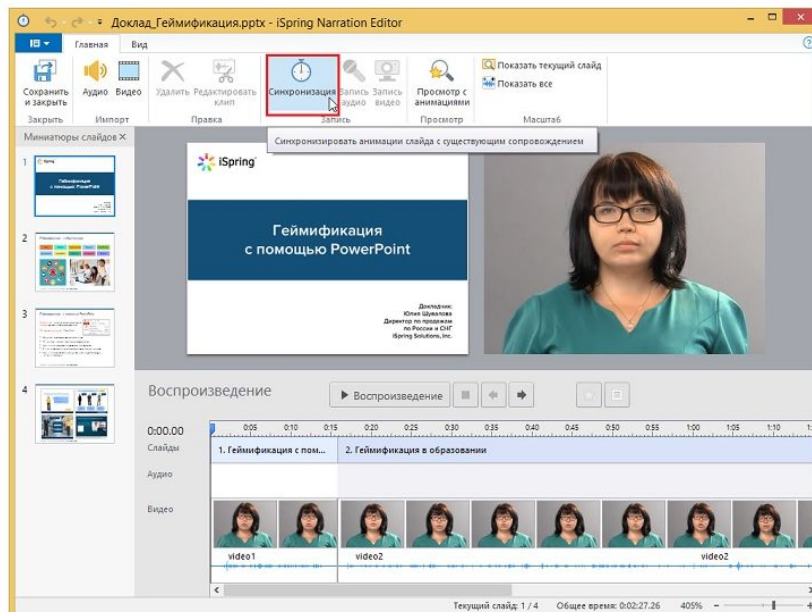 Доклад_Геймификация.pptx - iSpring Narration Editor
Главная Вид
Сохранить и закрыть
Аудио
Видео
Удалить
Редактировать клип
Синхронизация
Запись аудио
Запись видео
Просмотр с анимациями
Показать текущий слайд
Показать все
Закрыть
Импорт
Правка
Запись
Просмотр
Масштаб
Миниатюры слайдов
Синхронизировать анимации слайда с существующим сопровождением
1
2
3
4
iSpring
Геймификация
с помощью PowerPoint
Докладчик:
Юлия Шувалова
Директор по продажам
по России и СНГ
iSpring Solutions, Inc.
Воспроизведение
Воспроизведение
0:00.00
0:05 0:10 0:15 0:20 0:25 0:30 0:35 0:40 0:45 0:50 0:55 1:00 1:05 1:10
Слайды
1. Геймификация с пом...
2. Геймификация в образовании
Аудио
Видео
video1
video2
video2
Текущий слайд: 1 / 4 Общее время: 0:02:27.26 405%